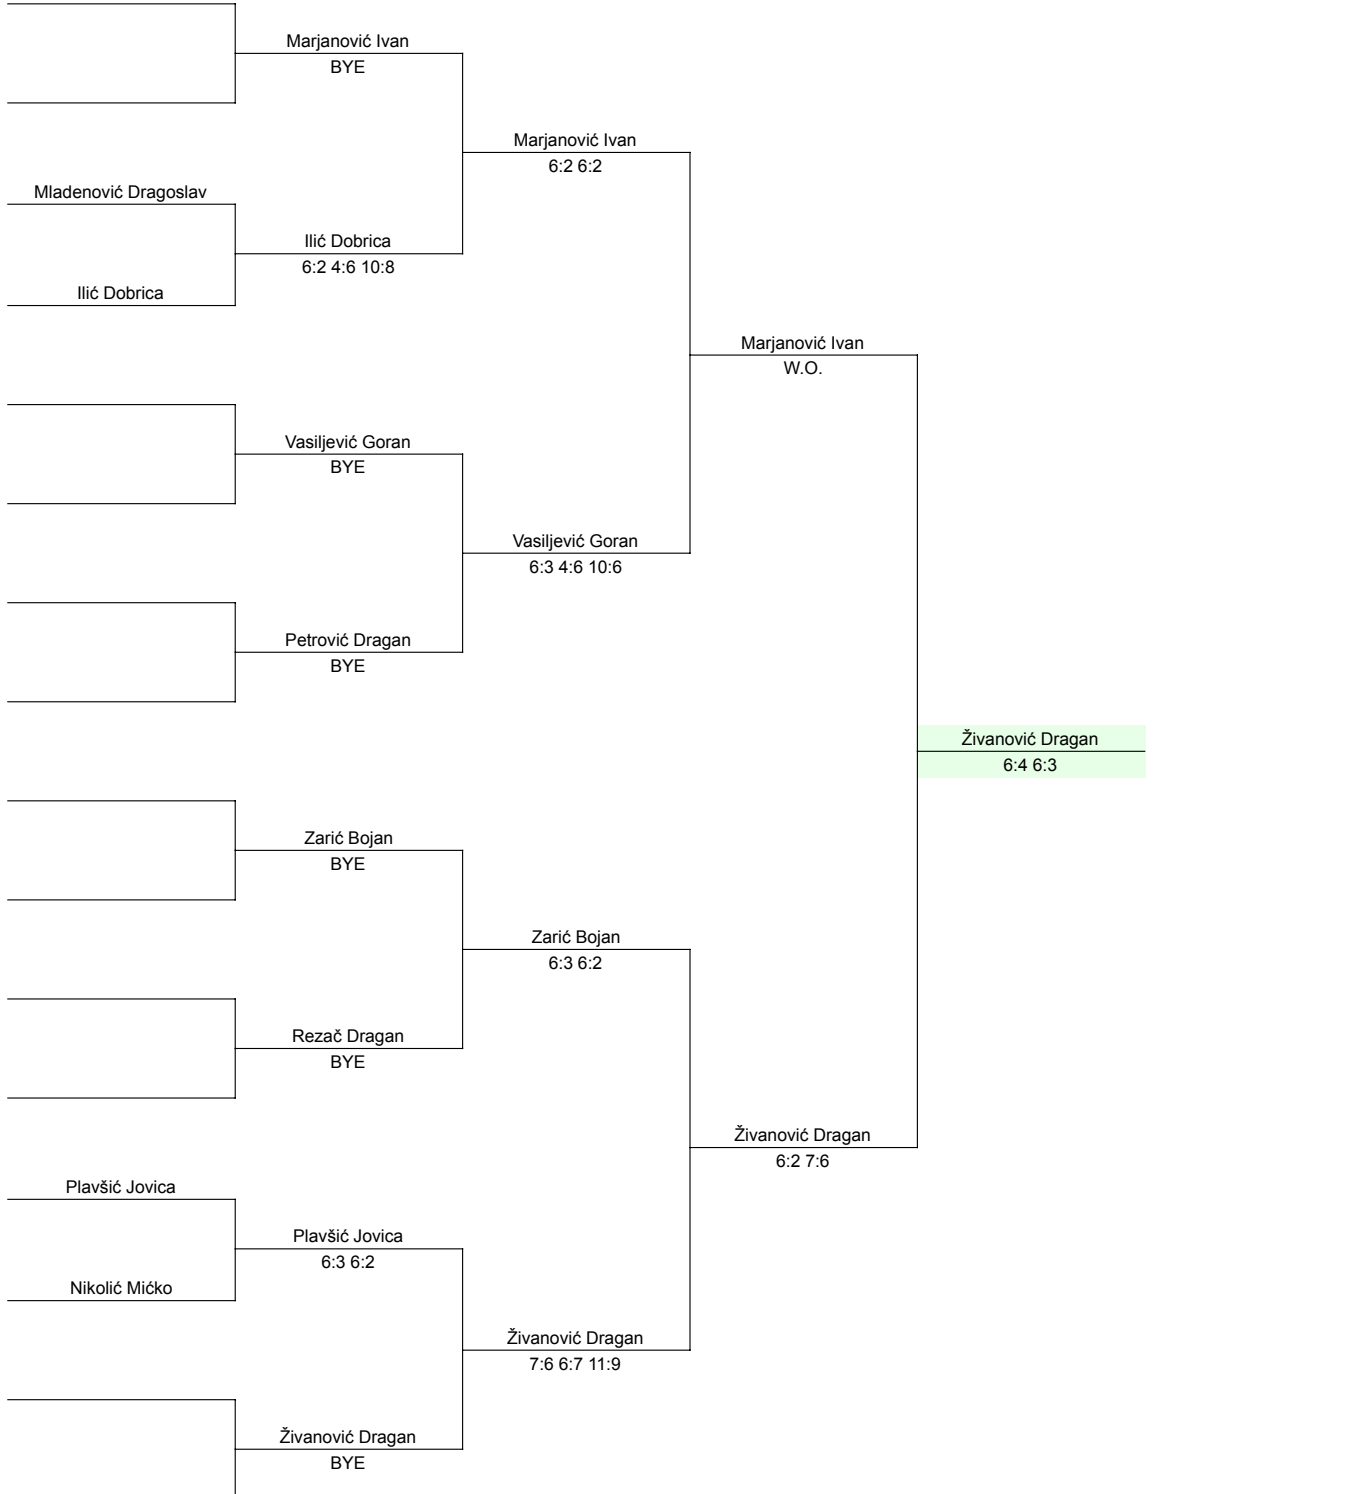 Marjanović Ivan
BYE
Marjanović Ivan
6:2 6:2
Mladenović Dragoslav
Ilić Dobrica
6:2 4:6 10:8
Ilić Dobrica
Marjanović Ivan
W.O.
Vasiljević Goran
BYE
Vasiljević Goran
6:3 4:6 10:6
Petrović Dragan
BYE
Živanović Dragan
6:4 6:3
Zarić Bojan
BYE
Zarić Bojan
6:3 6:2
Rezač Dragan
BYE
Živanović Dragan
6:2 7:6
Plavšić Jovica
Plavšić Jovica
6:3 6:2
Nikolić Mićko
Živanović Dragan
7:6 6:7 11:9
Živanović Dragan
BYE